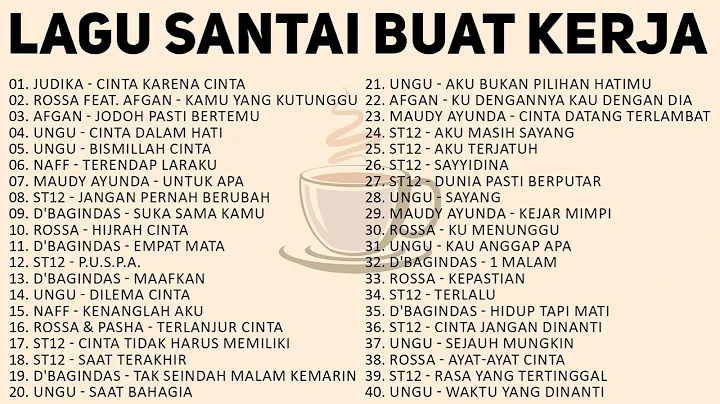 LAGU SANTAI BUAT KERJA
01. JUDIKA - CINTA KARENA CINTA
02. ROSSA FEAT. AFGAN - KAMU YANG KUTUNGGU
03. AFGAN - JODOH PASTI BERTEMU
04. UNGU - CINTA DALAM HATI
05. UNGU - BISMILLAH CINTA
06. NAFF - TERENDAP LARAKU
07. MAUDY AYUNDA - UNTUK APA
08. ST12 - JANGAN PERNAH BERUBAH
09. D'BAGINDAS - SUKA SAMA KAMU
10. ROSSA - HIJRAH CINTA
11. D'BAGINDAS - EMPAT MATA
12. ST12 - P.U.S.P.A.
13. D'BAGINDAS - MAAFKAN
14. UNGU - DILEMA CINTA
15. NAFF - KENANGLAH AKU
16. ROSSA & PASHA - TERLANJUR CINTA
17. ST12 - CINTA TIDAK HARUS MEMILIKI
18. ST12 - SAAT TERAKHIR
19. D'BAGINDAS - TAK SEINDAH MALAM KEMARIN
20. UNGU - SAAT BAHAGIA
21. UNGU - AKU BUKAN PILIHAN HATIMU
22. AFGAN - KU DENGANNYA KAU DENGAN DIA
23. MAUDY AYUNDA - CINTA DATANG TERLAMBAT
24. ST12 - AKU MASIH SAYANG
25. ST12 - AKU TERJATUH
26. ST12 - SAYYIDINA
27. ST12 - DUNIA PASTI BERPUTAR
28. UNGU - SAYANG
29. MAUDY AYUNDA - KEJAR MIMPI
30. ROSSA - KU MENUNGGU
31. UNGU - KAU ANGGAP APA
32. D'BAGINDAS - 1 MALAM
33. ROSSA - KEPASTIAN
34. ST12 - TERLALU
35. D'BAGINDAS - HIDUP TAPI MATI
36. ST12 - CINTA JANGAN DINANTI
37. UNGU - SEJAUH MUNGKIN
38. ROSSA - AYAT-AYAT CINTA
39. ST12 - RASA YANG TERTINGGAL
40. UNGU - WAKTU YANG DINANTI